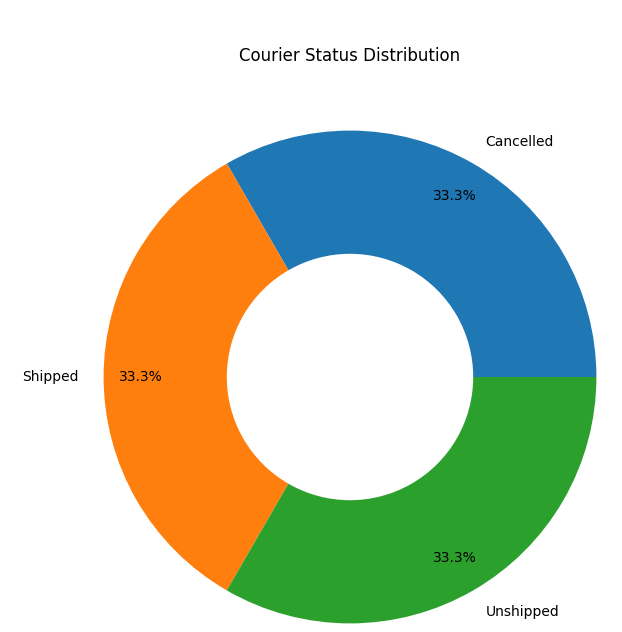 Courier Status Distribution
Cancelled
33.3%
Shipped
33.3%
33.3%
Unshipped